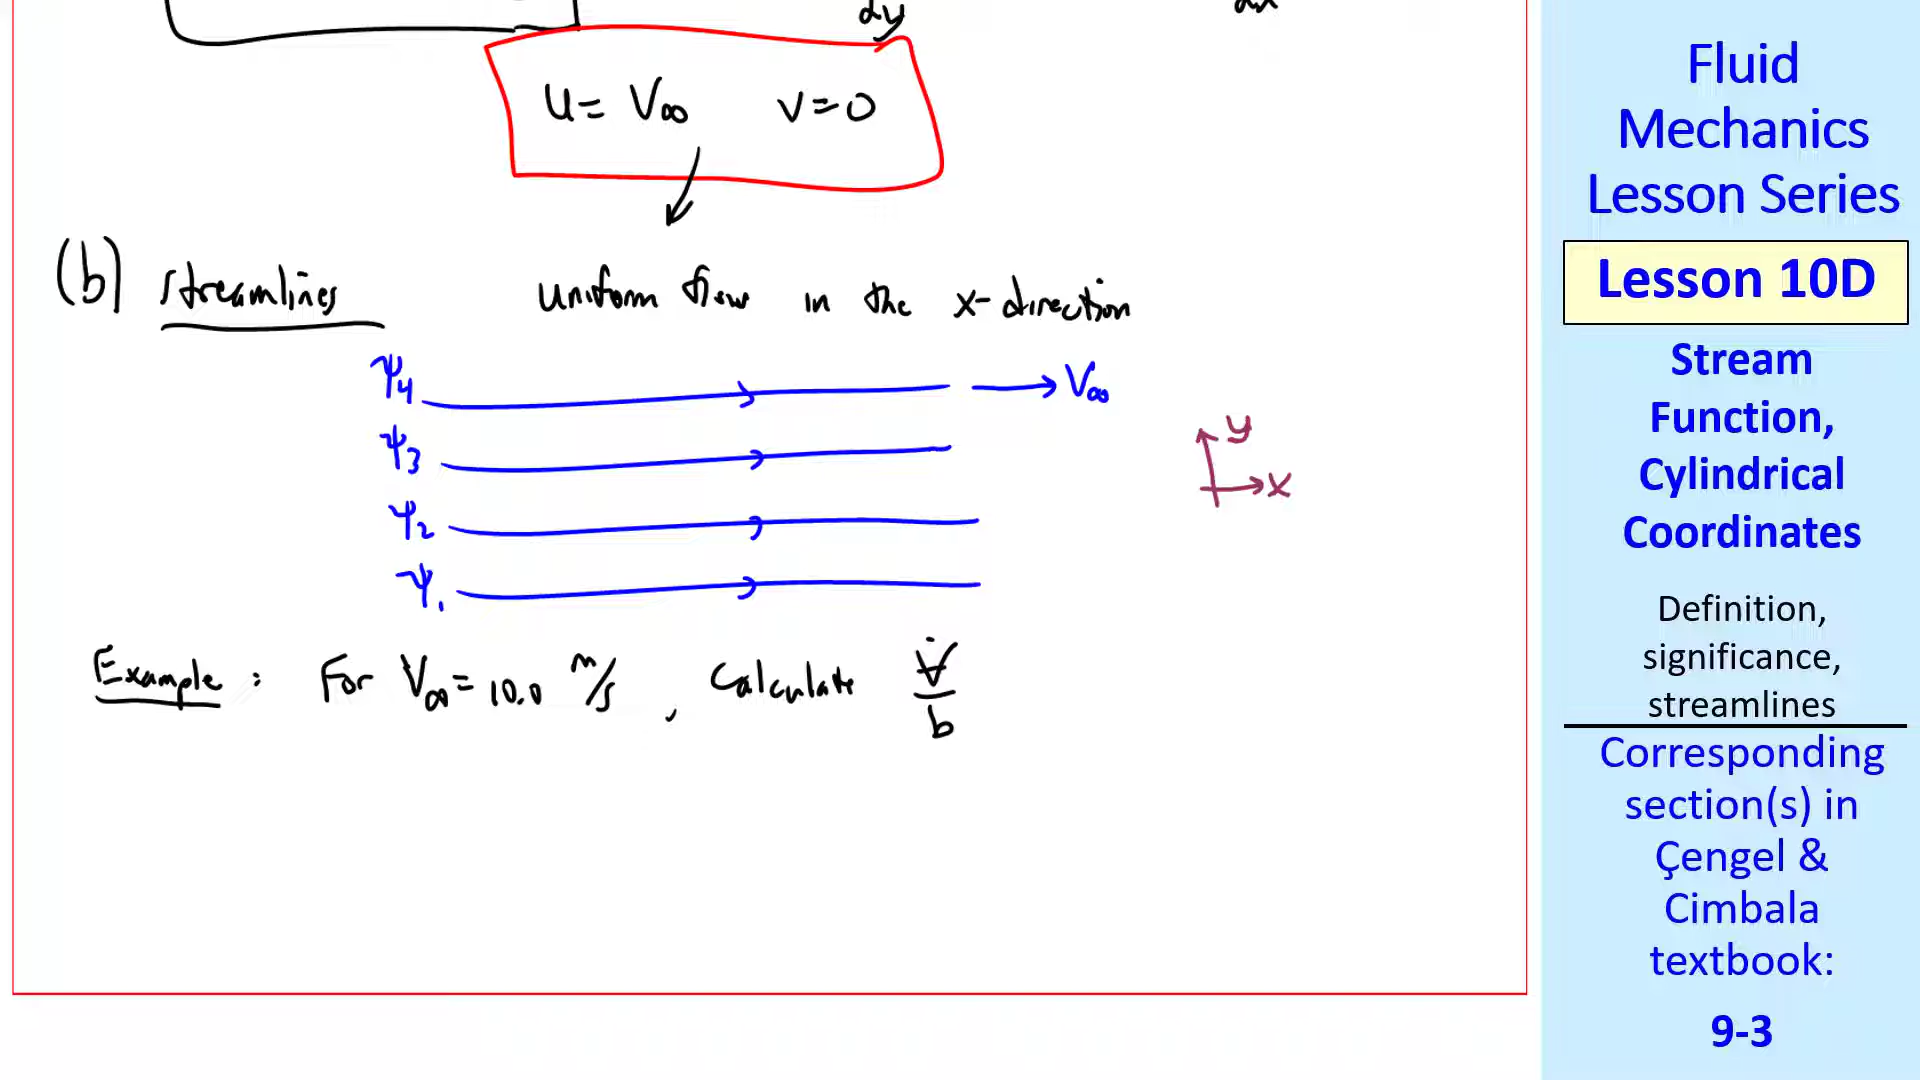 dy
dx
u = V∞ v = 0
(b) streamlines uniform flow in the x-direction
ψ4 V∞
ψ3 y
ψ2 x
ψ1
Example: For V∞ = 10.0 m/s, calculate V̶̇/b
Fluid
Mechanics
Lesson Series
Lesson 10D
Stream
Function,
Cylindrical
Coordinates
Definition,
significance,
streamlines
Corresponding
section(s) in
Çengel &
Cimbala
textbook:
9-3